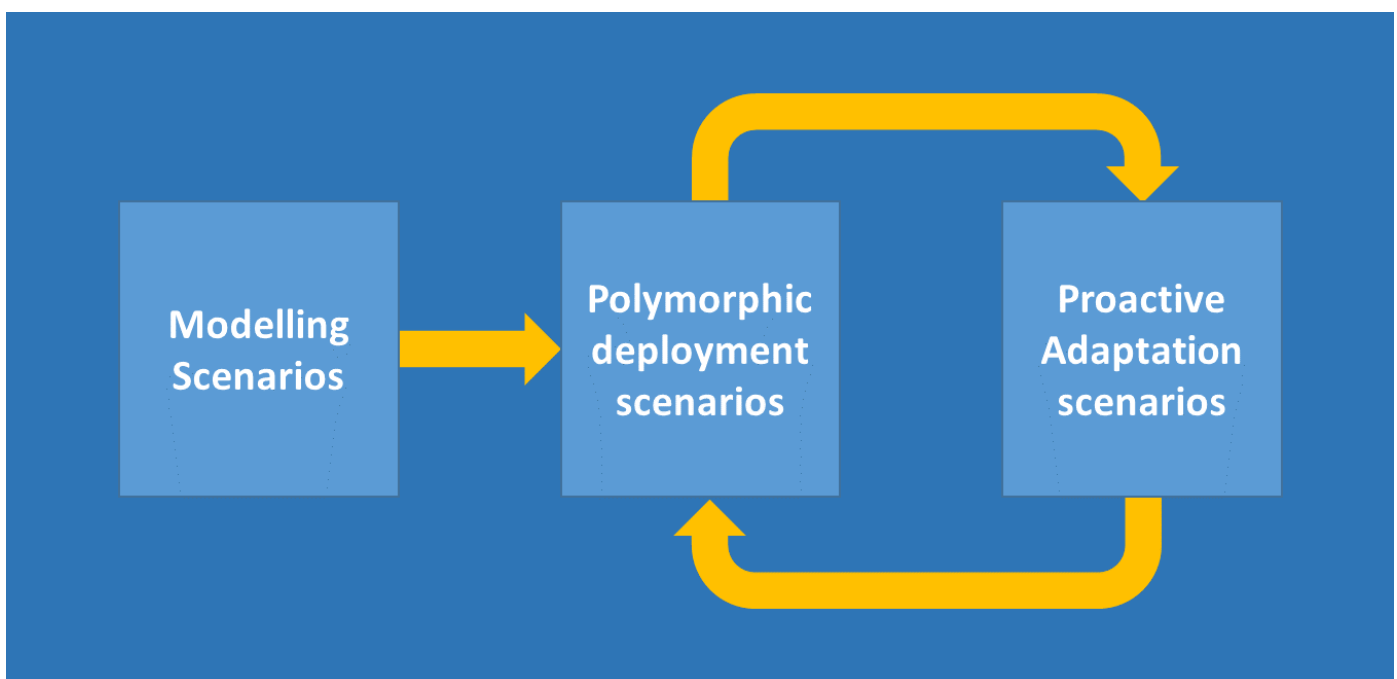 Modelling
Scenarios
Polymorphic
deployment
scenarios
Proactive
Adaptation
scenarios